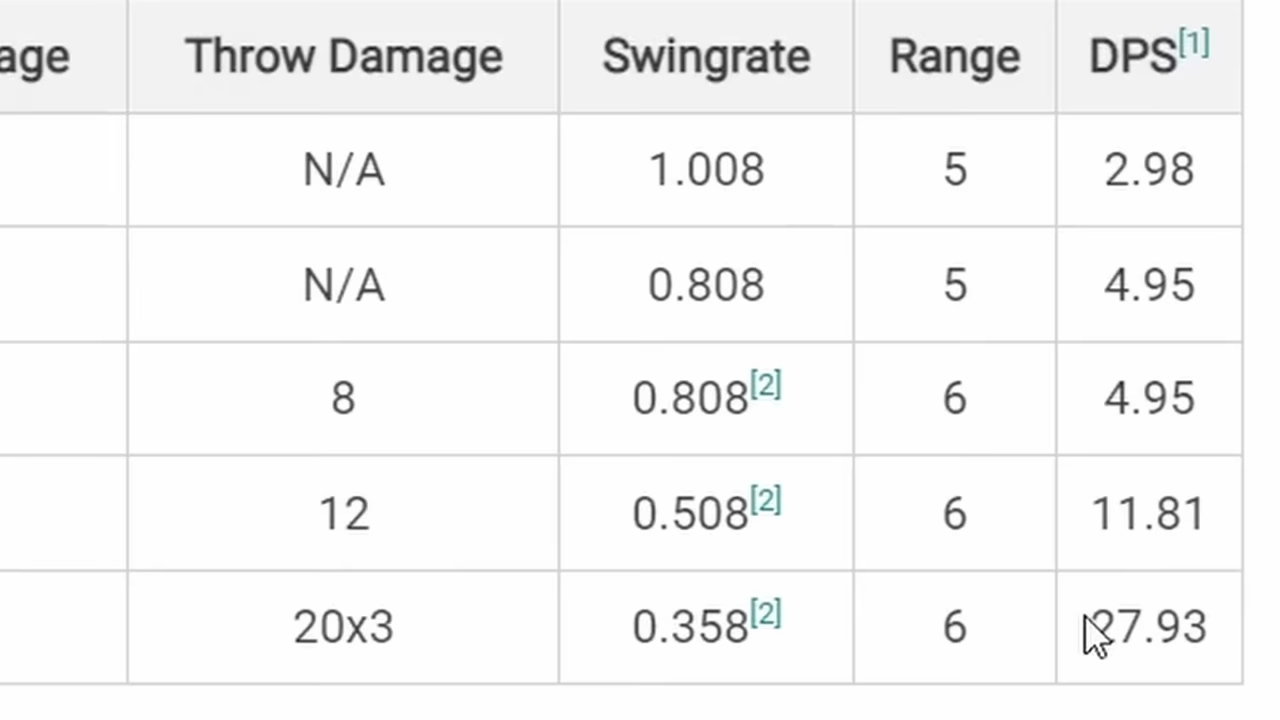 age Throw Damage Swingrate Range DPS[1]
N/A 1.008 5 2.98
N/A 0.808 5 4.95
8 0.808[2] 6 4.95
12 0.508[2] 6 11.81
20x3 0.358[2] 6 27.93